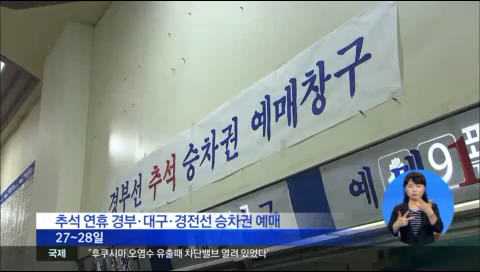 경부선 추석 승차권 예매창구
예매
9
추석 연휴 경부·대구·경전선 승차권 예매
27~28일
국제 "후쿠시마 오염수 유출때 차단밸브 열려 있었다"